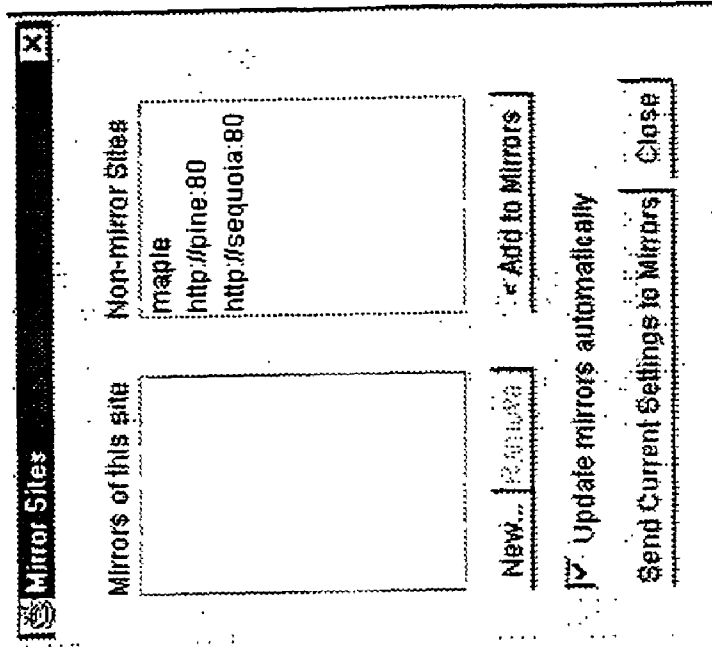 Mirror Sites
Mirrors of this site
Non-mirror Sites
maple
http://pine:80
http://sequoia:80
New... Remove < Add to Mirrors
Update mirrors automatically
Send Current Settings to Mirrors Close